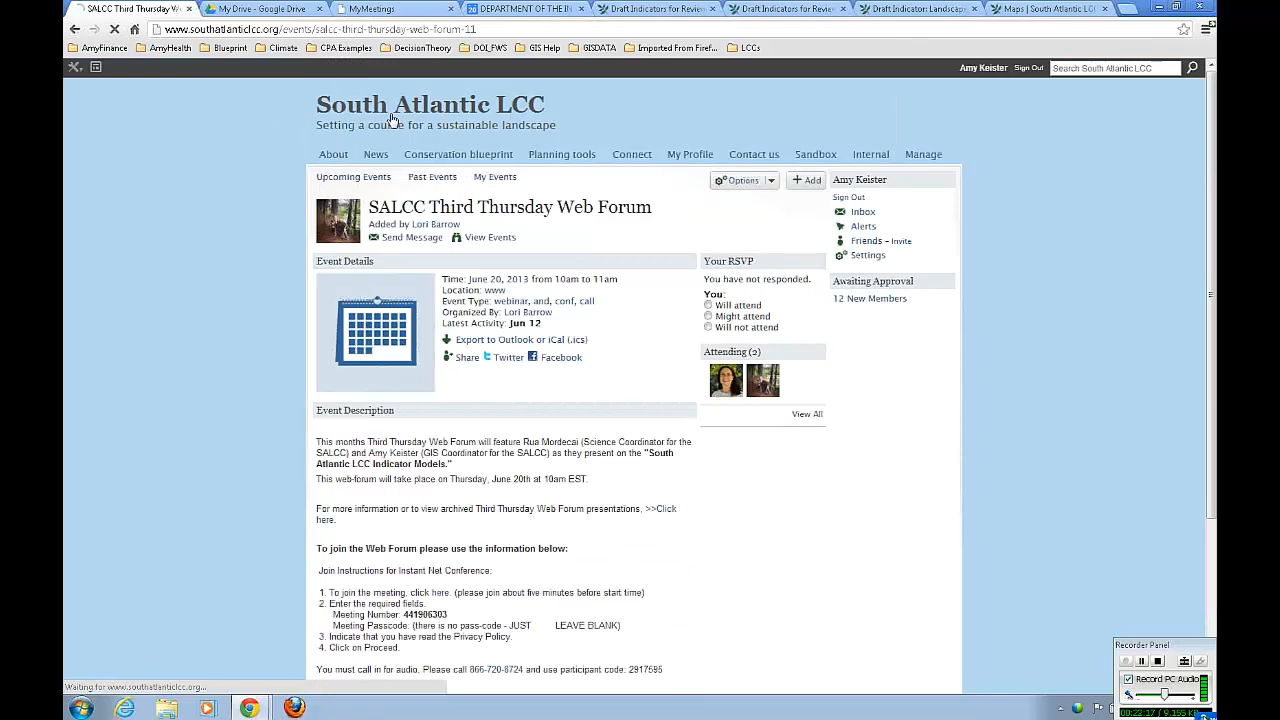 SALCC Third Thursday W
My Drive - Google Drive
MyMeetings
DEPARTMENT OF THE IN
Draft Indicators for Review
Draft Indicators for Review
Draft Indicator: Landscap
Maps | South Atlantic LC
www.southatlanticlcc.org/events/salcc-third-thursday-web-forum-11
AmyFinance AmyHealth Blueprint Climate CPA Examples DecisionTheory DOI_FWS GIS Help GISDATA Imported From Firef... LCC
Amy Keister Sign Out Search South Atlantic LCC
South Atlantic LCC
Setting a course for a sustainable landscape
About News Conservation blueprint Planning tools Connect My Profile Contact us Sandbox Internal Manage
Upcoming Events Past Events My Events
Options + Add
SALCC Third Thursday Web Forum
Added by Lori Barrow
Send Message View Events
Event Details
Time: June 20, 2013 from 10am to 11am
Location: www
Event Type: webinar, and, conf, call
Organized By: Lori Barrow
Latest Activity: Jun 12
Export to Outlook or iCal (.ics)
Share Twitter Facebook
Your RSVP
You have not responded.
You:
Will attend
Might attend
Will not attend
Attending (2)
View All
Amy Keister
Sign Out
Inbox
Alerts
Friends – Invite
Settings
Awaiting Approval
12 New Members
Event Description
This months Third Thursday Web Forum will feature Rua Mordecai (Science Coordinator for the
SALCC) and Amy Keister (GIS Coordinator for the SALCC) as they present on the "South
Atlantic LCC Indicator Models."
This web-forum will take place on Thursday, June 20th at 10am EST.
For more information or to view archived Third Thursday Web Forum presentations, >>Click
here.
To join the Web Forum please use the information below:
Join Instructions for Instant Net Conference:
1. To join the meeting, click here. (please join about five minutes before start time)
2. Enter the required fields.
Meeting Number: 441906303
Meeting Passcode: (there is no pass-code - JUST LEAVE BLANK)
3. Indicate that you have read the Privacy Policy.
4. Click on Proceed.
You must call in for audio. Please call 866-720-8724 and use participant code: 2917595
Waiting for www.southatlanticlcc.org...
Recorder Panel
Record PC Audio
00:22:17 / 9,155 KB